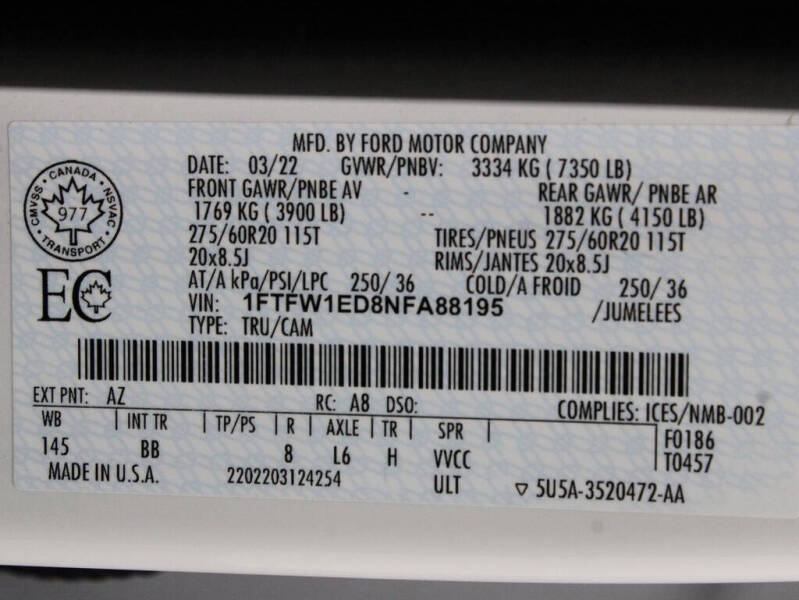 MFD. BY FORD MOTOR COMPANY
DATE: 03/22 GVWR/PNBV: 3334 KG ( 7350 LB)
FRONT GAWR/PNBE AV - REAR GAWR/ PNBE AR
1769 KG ( 3900 LB) -- 1882 KG ( 4150 LB)
275/60R20 115T TIRES/PNEUS 275/60R20 115T
20x8.5J RIMS/JANTES 20x8.5J
AT/A kPa/PSI/LPC 250/ 36 COLD/A FROID 250/ 36
VIN: 1FTFW1ED8NFA88195 /JUMELEES
TYPE: TRU/CAM
CANADA
CMVSS NSVAC
977
TRANSPORT
EC
EXT PNT: AZ RC: A8 DSO: COMPLIES: ICES/NMB-002
WB | INT TR | TP/PS | R | AXLE | TR | SPR | F0186
145 BB 8 L6 H VVCC T0457
MADE IN U.S.A. 2202203124254 ULT ▽ 5U5A-3520472-AA